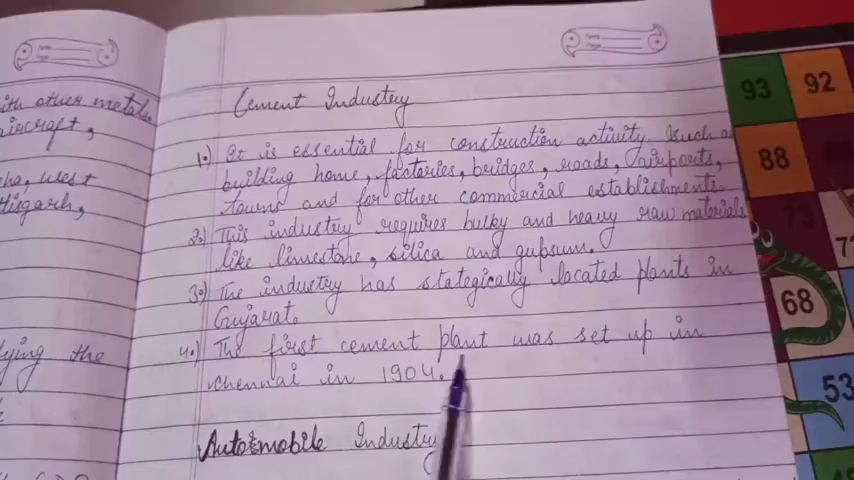 with other metals.
aircraft,
west
tisgarh,
ying the
Cement Industry
1.) It is essential for construction activity such as
building home, factories, bridges, roads, airports,
towns and for other commercial establishments.
2.) This industry requires bulky and heavy raw materials
like limestone, silica and gupsum.
3.) The industry has stategically located plants in
Gujarat.
4.) The first cement plant was set up in
chennai in 1904.
Automobile Industry
93 92
88
73
68
53